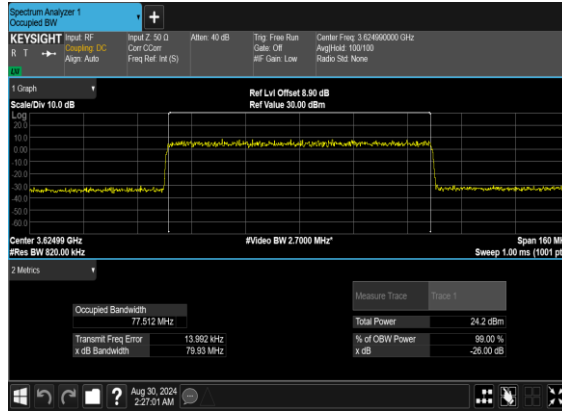 Spectrum Analyzer 1
Occupied BW
+
KEYSIGHT Input: RF Input Z: 50 Ω Atten: 40 dB Trig: Free Run Center Freq: 3.624990000 GHz
R T Coupling: DC Corr CCorr Gate: Off Avg|Hold: 100/100
Align: Auto Freq Ref: Int (S) #IF Gain: Low Radio Std: None
1 Graph
Ref Lvl Offset 8.90 dB
Scale/Div 10.0 dB Ref Value 30.00 dBm
Log
20.0
10.0
0.00
-10.0
-20.0
-30.0
-40.0
-50.0
-60.0
Center 3.62499 GHz #Video BW 2.7000 MHz* Span 160 M
#Res BW 820.00 kHz Sweep 1.00 ms (1001 pt
2 Metrics
Measure Trace Trace 1
Occupied Bandwidth
77.512 MHz Total Power 24.2 dBm
Transmit Freq Error 13.992 kHz % of OBW Power 99.00 %
x dB Bandwidth 79.93 MHz x dB -26.00 dB
?
Aug 30, 2024
2:27:01 AM